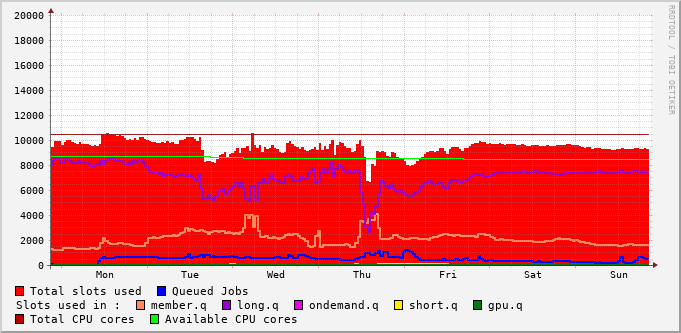 20000
18000
16000
14000
12000
10000
8000
6000
4000
2000
0
Mon Tue Wed Thu Fri Sat Sun
RRDTOOL / TOBI OETIKER
Total slots used Queued Jobs
Slots used in : member.q long.q ondemand.q short.q gpu.q
Total CPU cores Available CPU cores